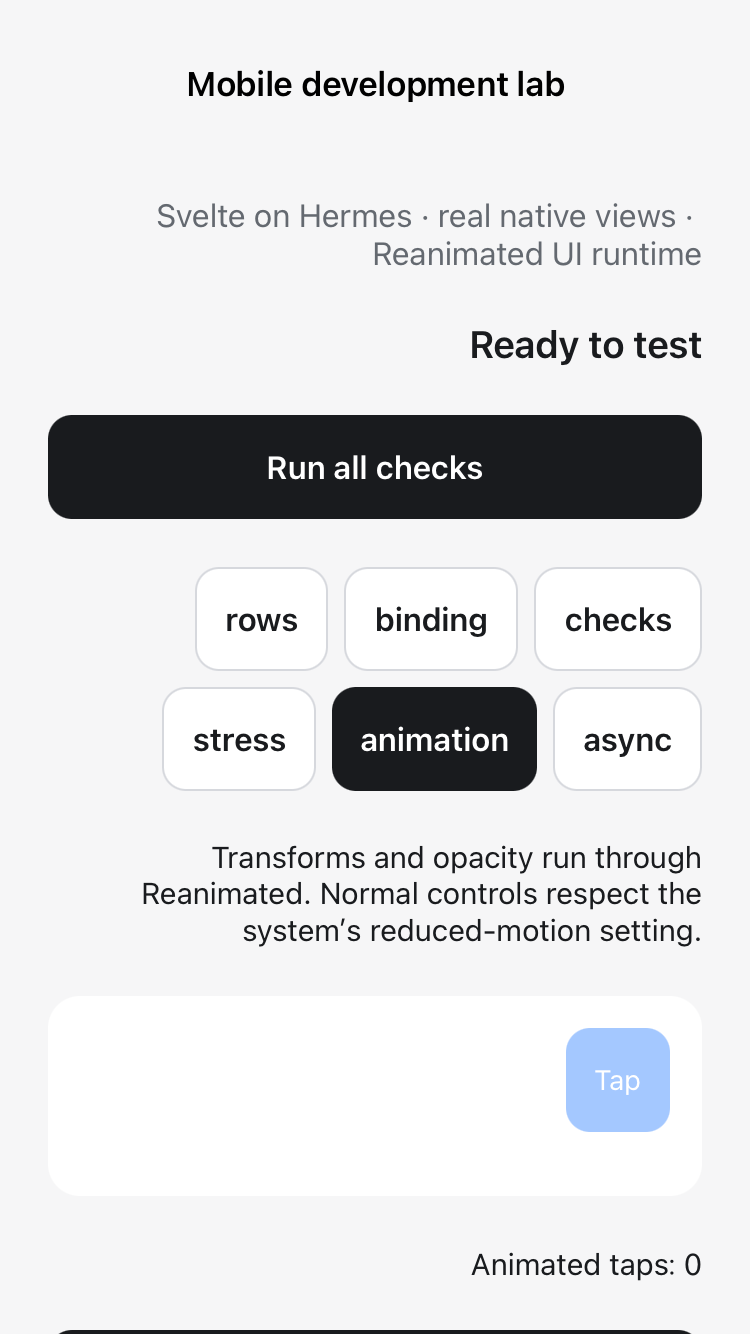 Mobile development lab
Svelte on Hermes · real native views ·
Reanimated UI runtime
Ready to test
Run all checks
rows binding checks
stress animation async
Transforms and opacity run through
Reanimated. Normal controls respect the
system’s reduced-motion setting.
Tap
Animated taps: 0